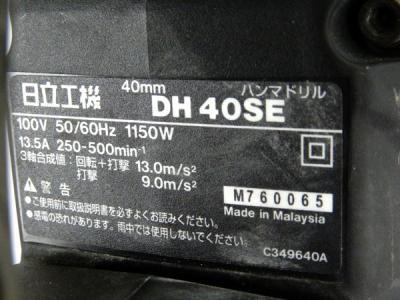 40mm ハンマドリル
日立工機 DH 40SE
100V 50/60Hz 1150W
13.5A 250-500min⁻¹
3軸合成値：回転＋打撃 13.0m/s²
打撃 9.0m/s²
⚠ 警告
M760065
●ご使用前に取扱説明書を必ずよくお読みください。
Made in Malaysia
●感電の恐れがあります。雨中では使用しないでください。
C349640A